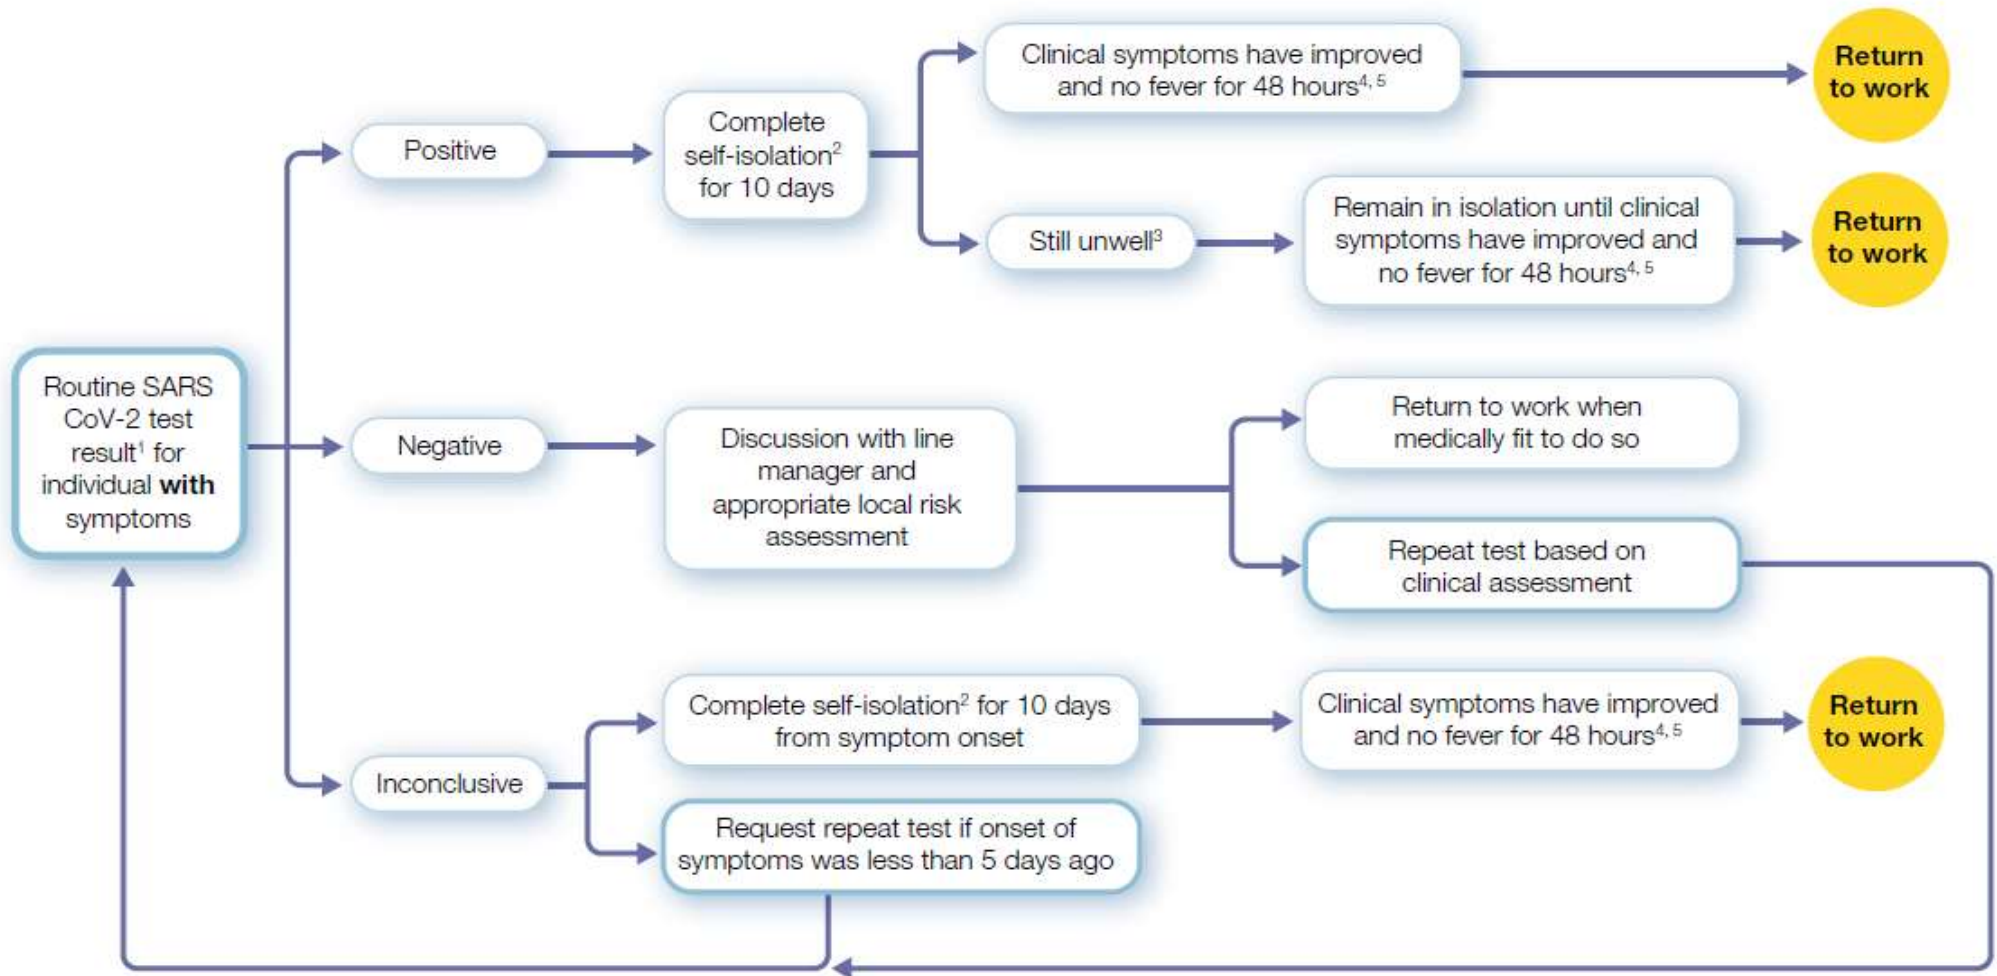 Routine SARS
CoV-2 test
result¹ for
individual with
symptoms
Positive
Complete
self-isolation²
for 10 days
Clinical symptoms have improved
and no fever for 48 hours⁴,⁵
Return
to work
Still unwell³
Remain in isolation until clinical
symptoms have improved and
no fever for 48 hours⁴,⁵
Return
to work
Negative
Discussion with line
manager and
appropriate local risk
assessment
Return to work when
medically fit to do so
Repeat test based on
clinical assessment
Inconclusive
Complete self-isolation² for 10 days
from symptom onset
Clinical symptoms have improved
and no fever for 48 hours⁴,⁵
Return
to work
Request repeat test if onset of
symptoms was less than 5 days ago